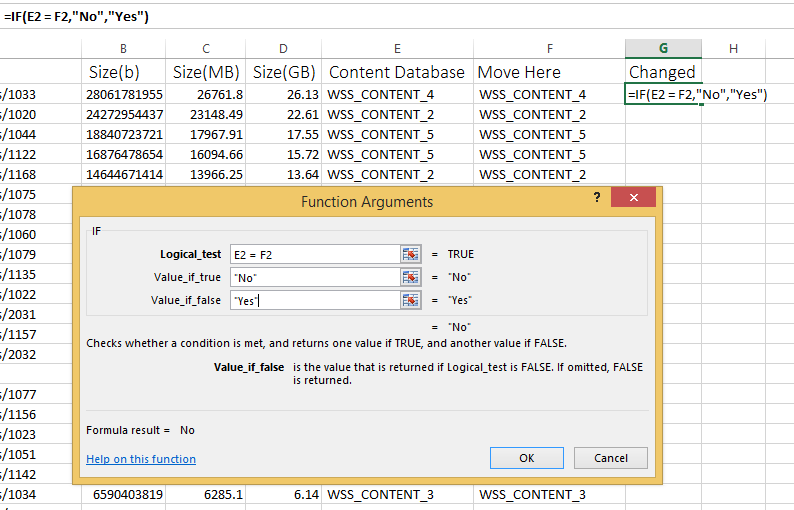 =IF(E2 = F2,"No","Yes")
B C D E F G H
Size(b) Size(MB) Size(GB) Content Database Move Here Changed
s/1033 28061781955 26761.8 26.13 WSS_CONTENT_4 WSS_CONTENT_4 =IF(E2 = F2,"No","Yes")
s/1020 24272954437 23148.49 22.61 WSS_CONTENT_2 WSS_CONTENT_2
s/1044 18840723721 17967.91 17.55 WSS_CONTENT_5 WSS_CONTENT_5
s/1122 16876478654 16094.66 15.72 WSS_CONTENT_5 WSS_CONTENT_5
s/1168 14644671414 13966.25 13.64 WSS_CONTENT_2 WSS_CONTENT_2
s/1075
s/1078
s/1060
s/1079
s/1135
s/1022
s/2031
s/1157
s/2032
s/1077
s/1156
s/1023
s/1051
s/1142
s/1034 6590403819 6285.1 6.14 WSS_CONTENT_3 WSS_CONTENT_3
Function Arguments ? x
IF
Logical_test E2 = F2 = TRUE
Value_if_true "No" = "No"
Value_if_false "Yes" = "Yes"
= "No"
Checks whether a condition is met, and returns one value if TRUE, and another value if FALSE.
Value_if_false is the value that is returned if Logical_test is FALSE. If omitted, FALSE
is returned.
Formula result = No
Help on this function OK Cancel